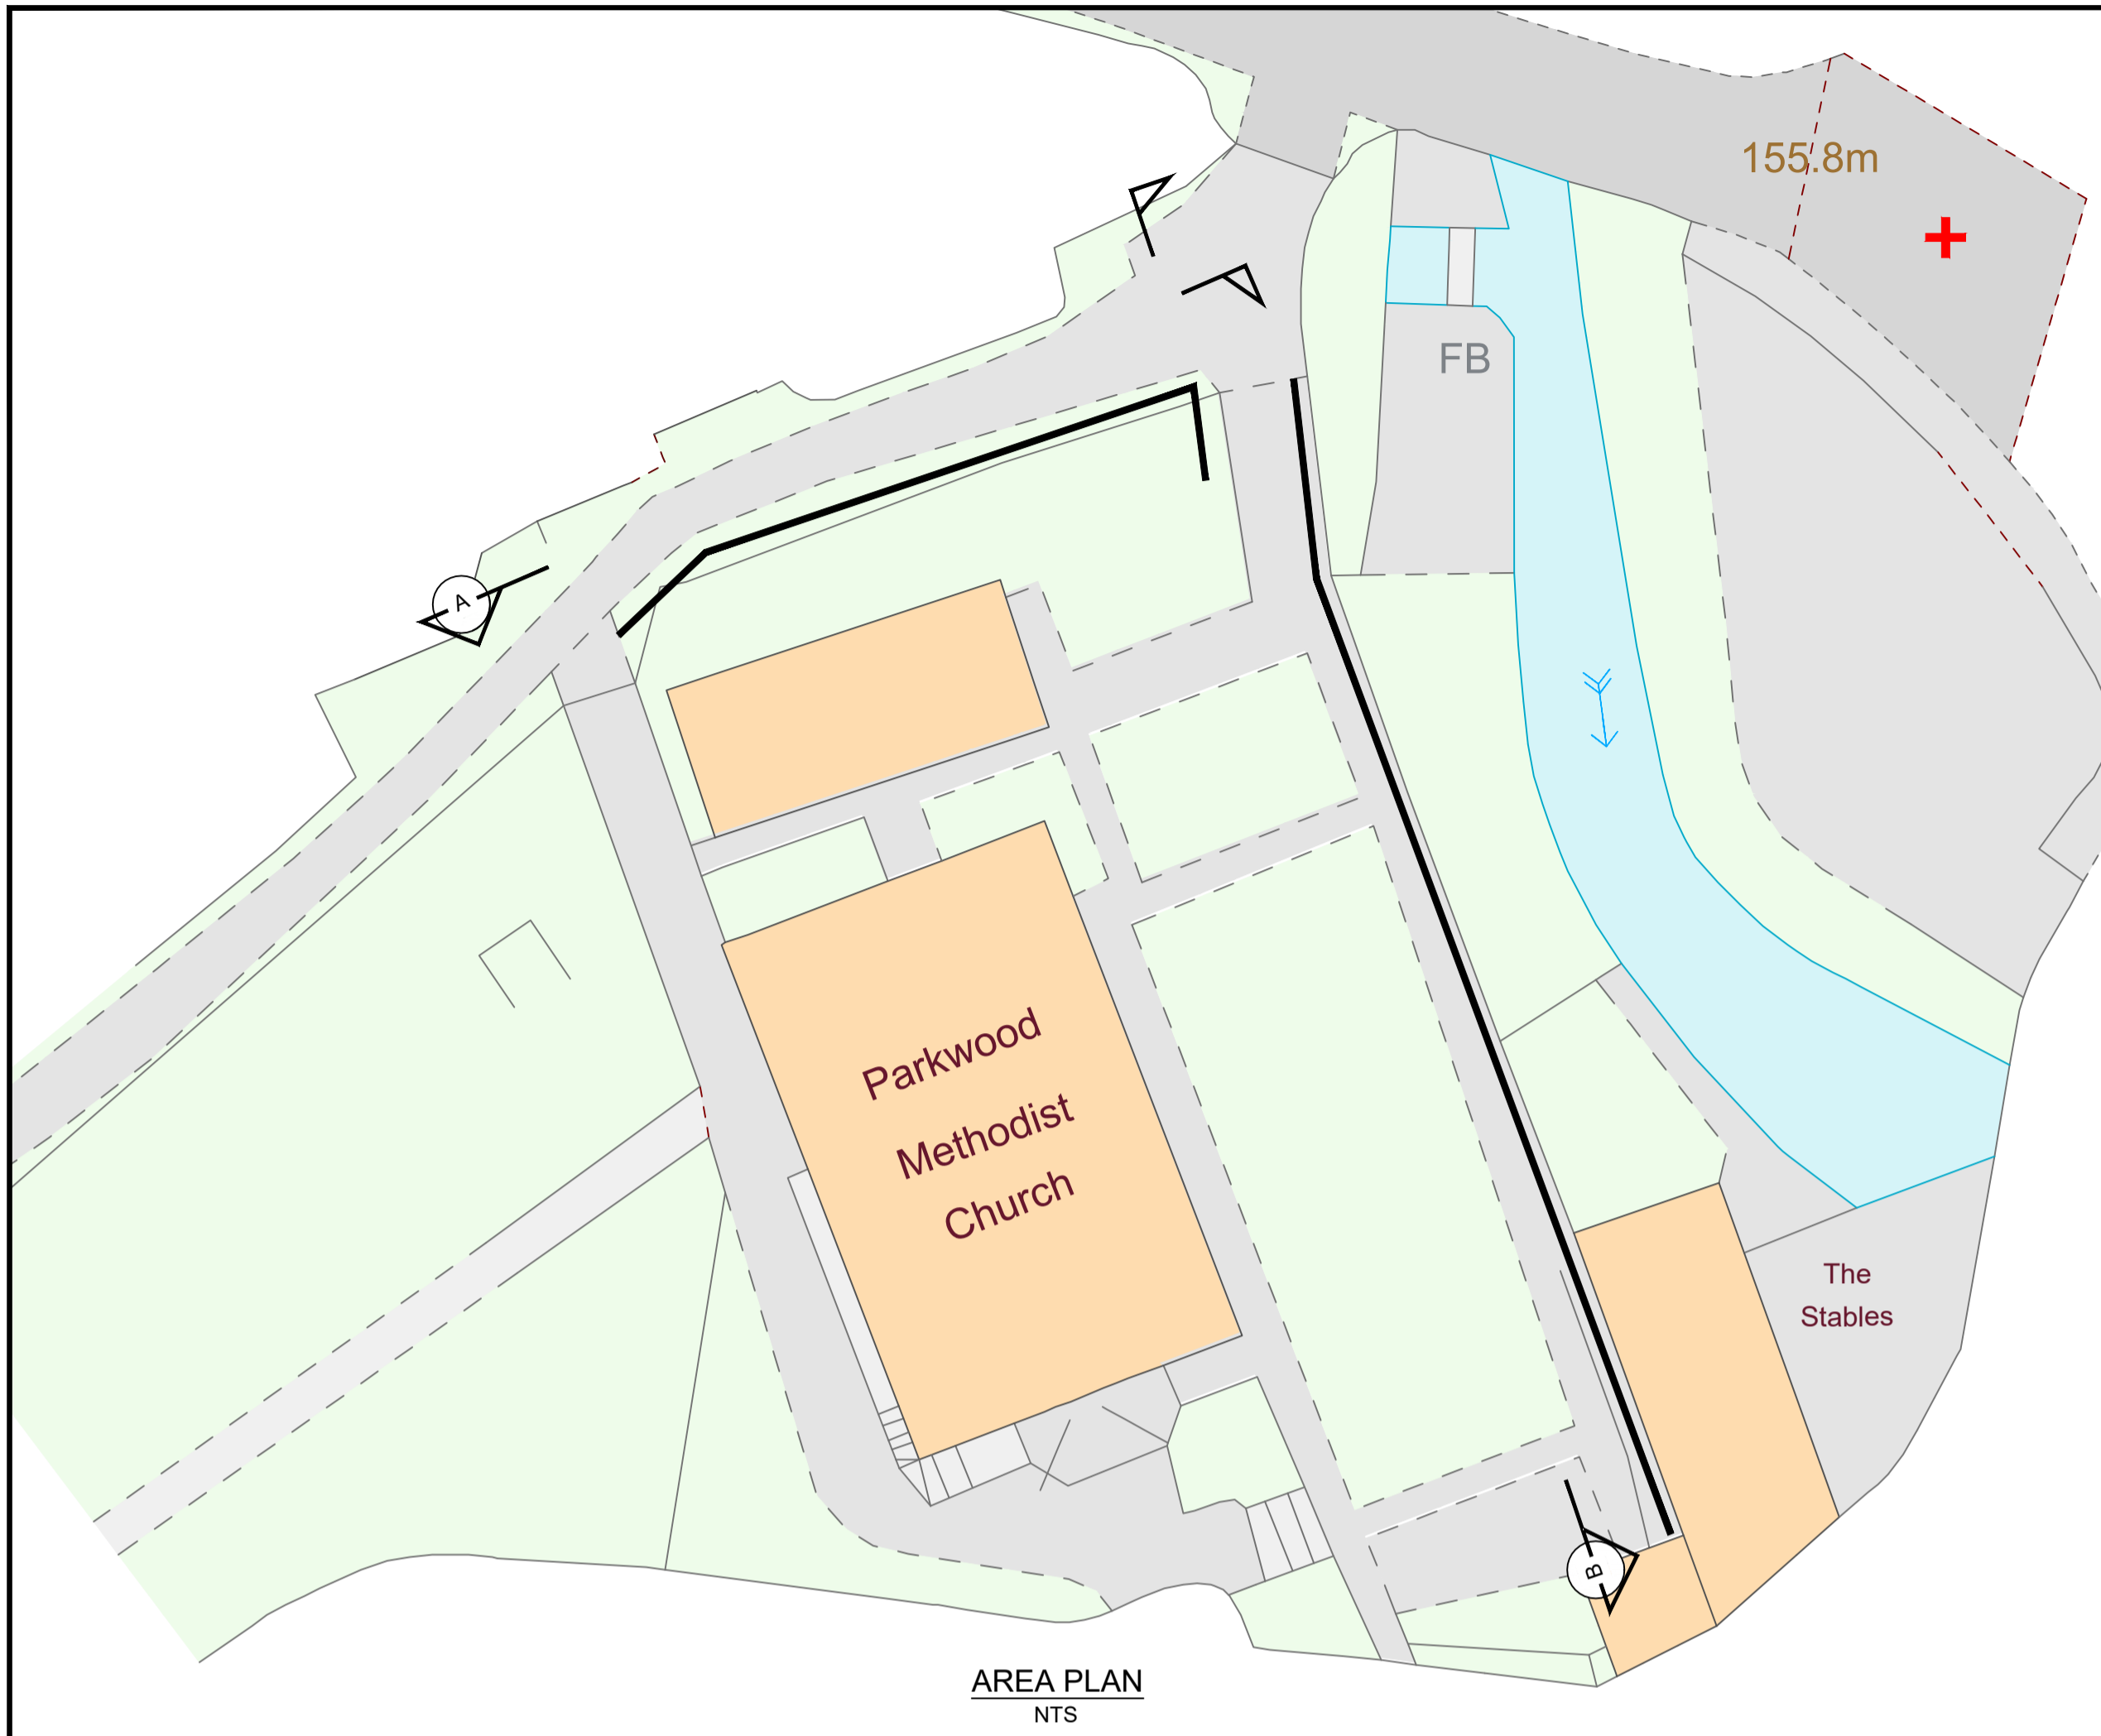 155.8m
FB
A
Parkwood
Methodist
Church
The
Stables
B
AREA PLAN
NTS